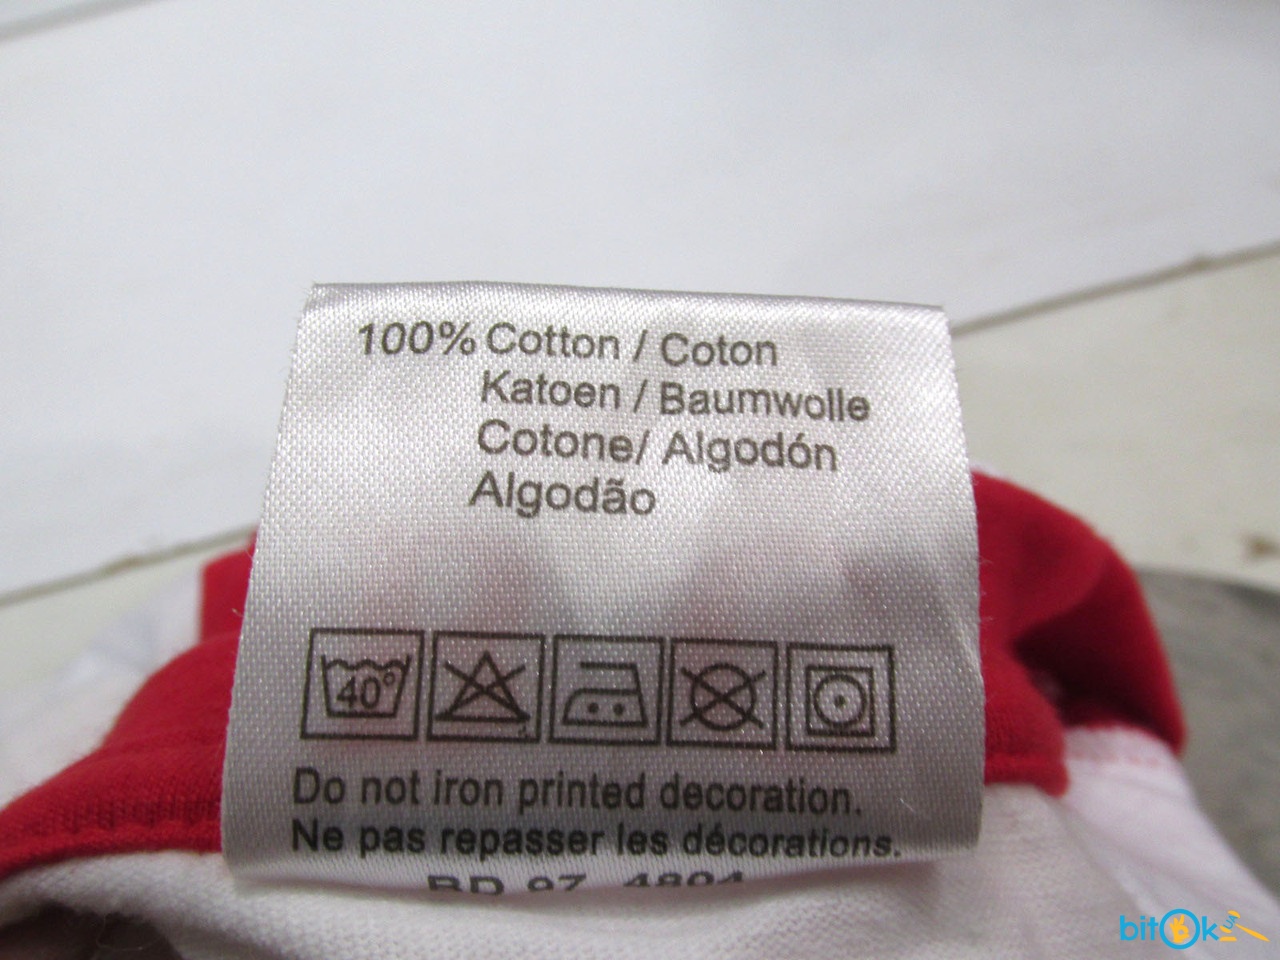 100% Cotton / Coton
Katoen / Baumwolle
Cotone/ Algodón
Algodão
40°
Do not iron printed decoration.
Ne pas repasser les décorations.
bitOk